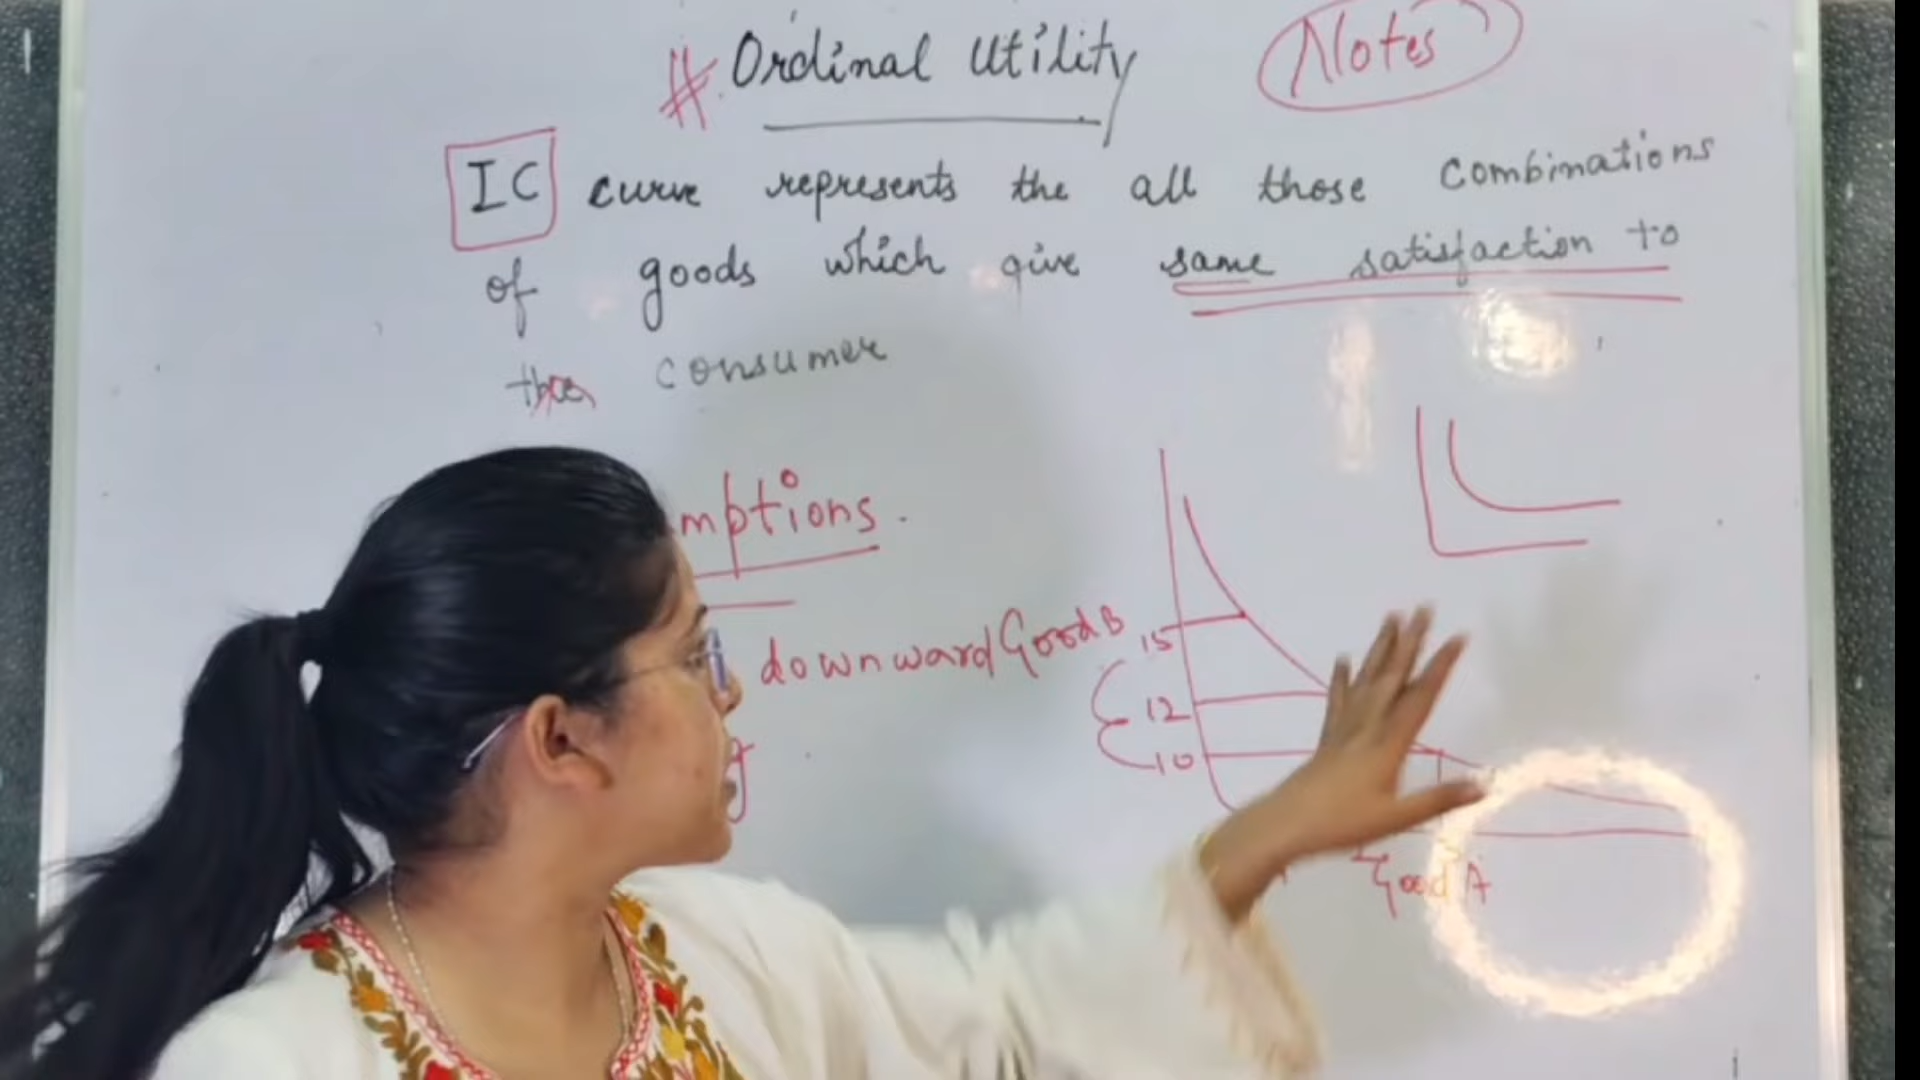 # Ordinal Utility
Notes
IC curve represents the all those combinations
of goods which give same satisfaction to
the consumer
mptions.
downward
Good B
15
12
10
Good A